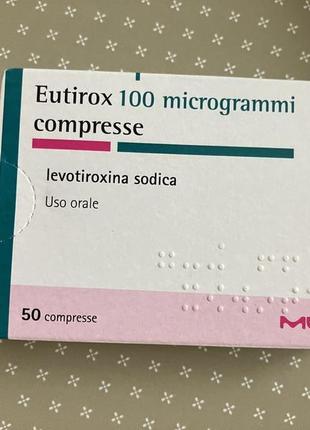 Eutirox 100 microgrammi
compresse
levotiroxina sodica
Uso orale
50 compresse